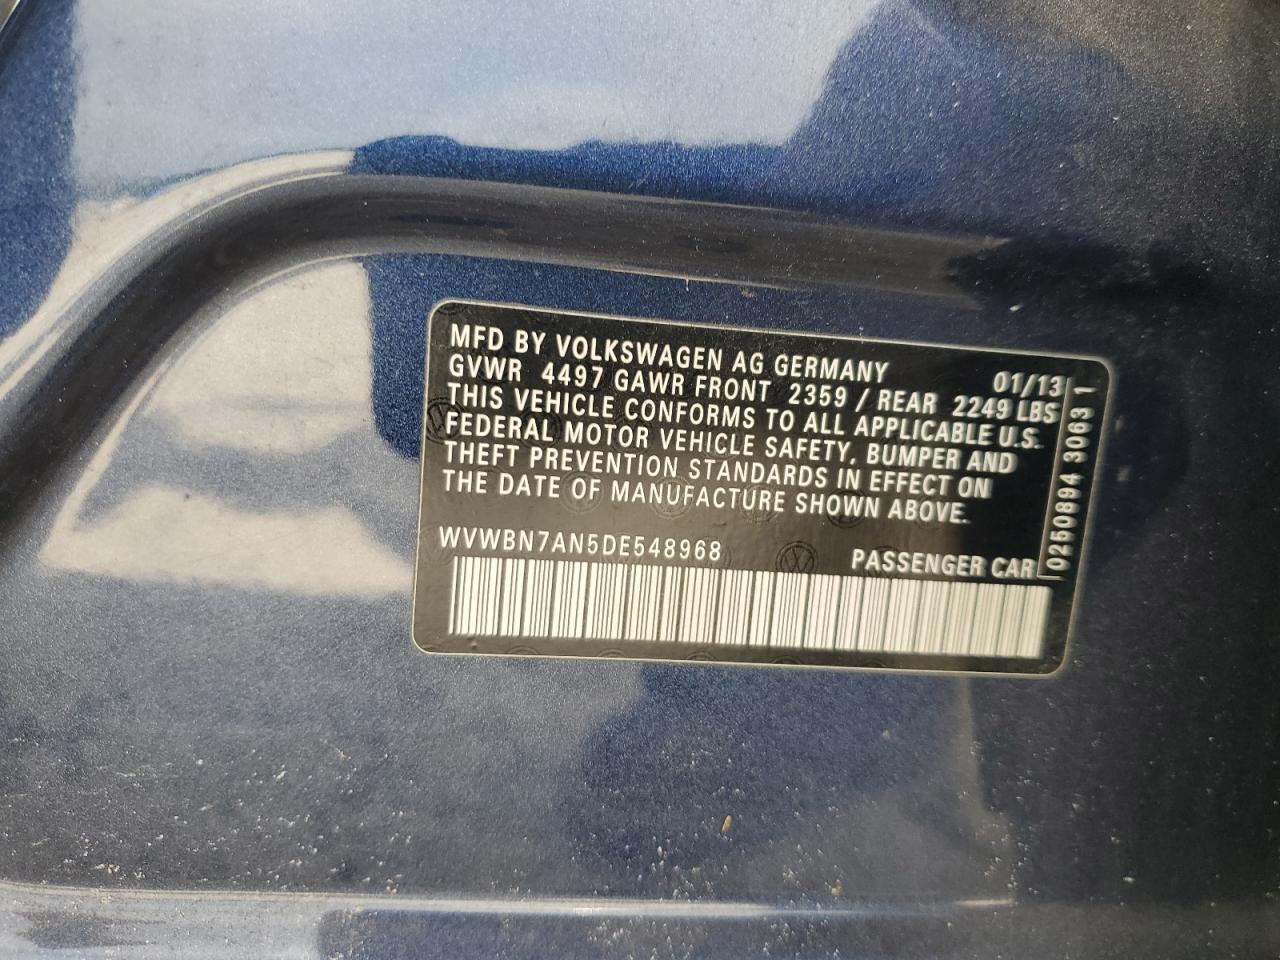 MFD BY VOLKSWAGEN AG GERMANY 01/13
GVWR 4497 GAWR FRONT 2359 / REAR 2249 LBS
THIS VEHICLE CONFORMS TO ALL APPLICABLE U.S.
FEDERAL MOTOR VEHICLE SAFETY, BUMPER AND
THEFT PREVENTION STANDARDS IN EFFECT ON
THE DATE OF MANUFACTURE SHOWN ABOVE.
WVWBN7AN5DE548968 PASSENGER CAR
0250894 3063 1